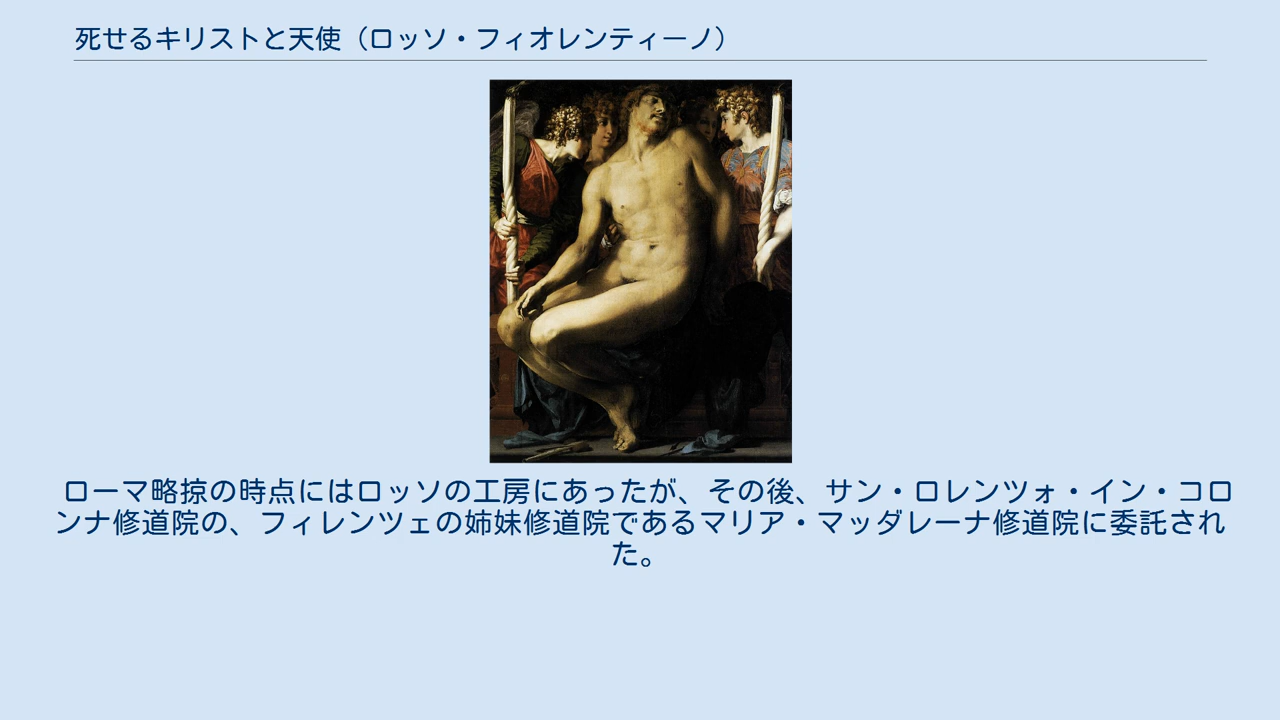 死せるキリストと天使（ロッソ・フィオレンティーノ）
ローマ略掠の時点にはロッソの工房にあったが、その後、サン・ロレンツォ・イン・コロ
ンナ修道院の、フィレンツェの姉妹修道院であるマリア・マッダレーナ修道院に委託され
た。